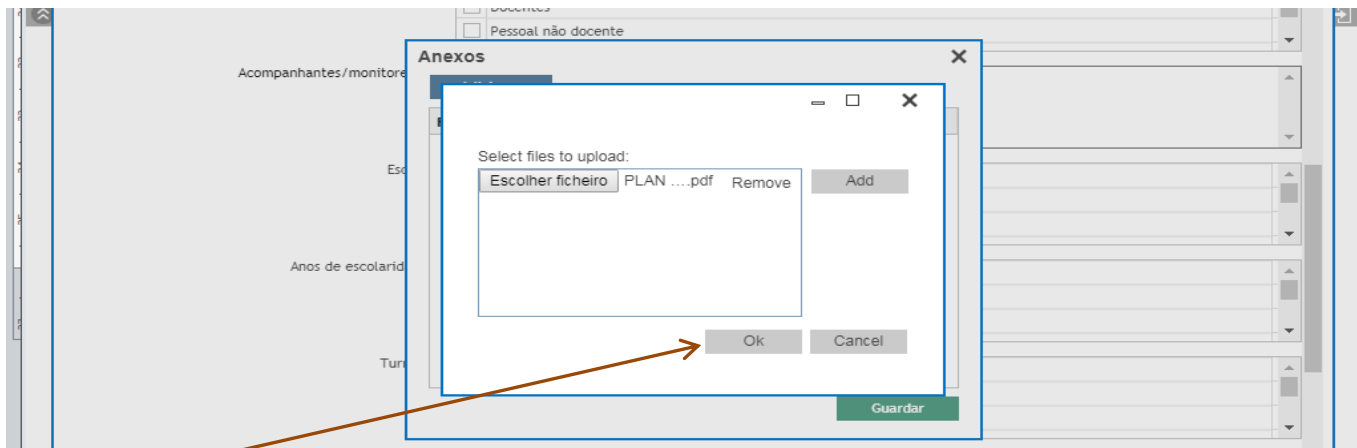 Docentes
Pessoal não docente
Anexos
Acompanhantes/monitore
Select files to upload:
Escolher ficheiro PLAN ....pdf Remove Add
Esc
Anos de escolarid
Ok Cancel
Turr
Guardar